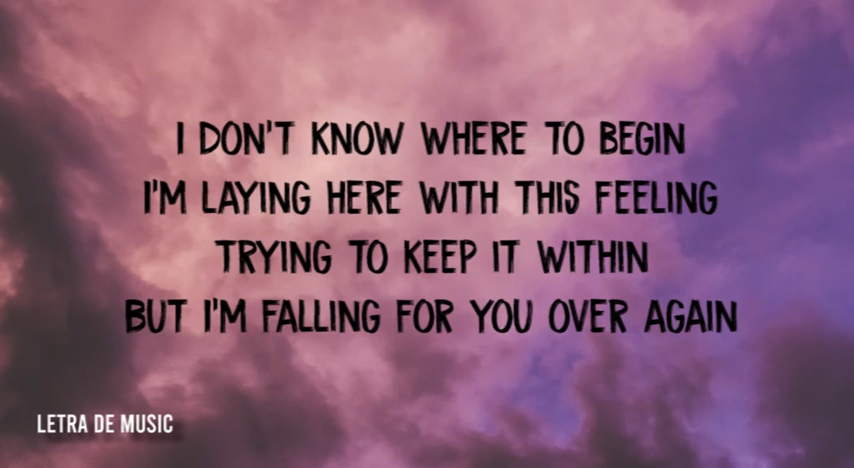 I DON'T KNOW WHERE TO BEGIN
I'M LAYING HERE WITH THIS FEELING
TRYING TO KEEP IT WITHIN
BUT I'M FALLING FOR YOU OVER AGAIN
LETRA DE MUSIC